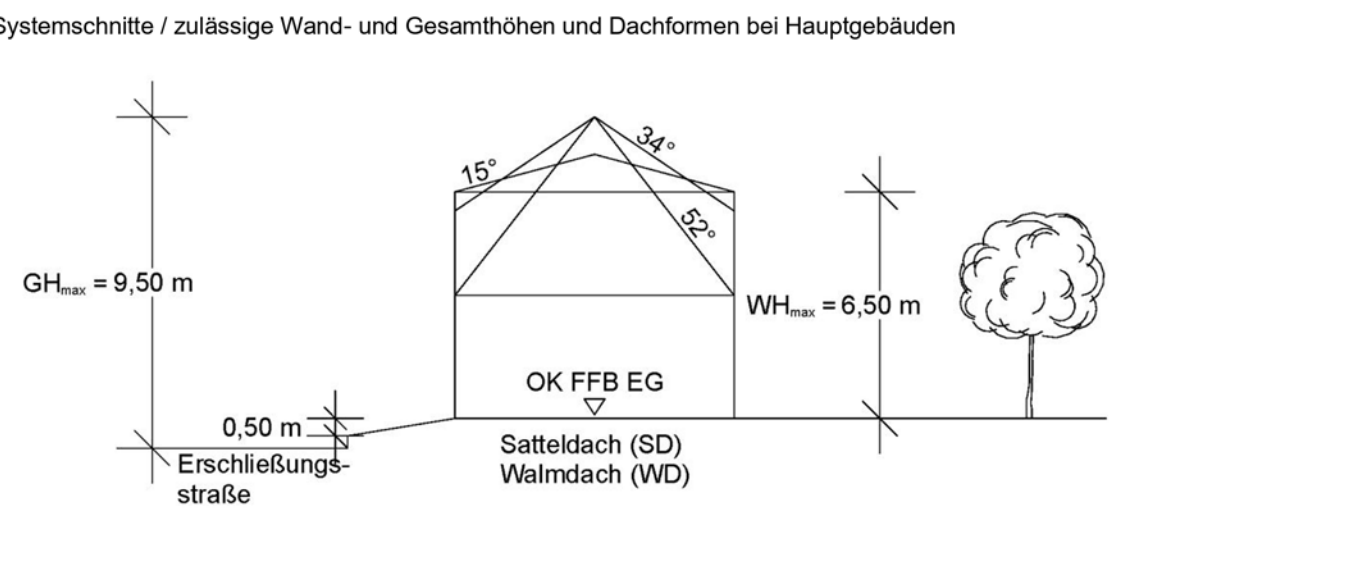 Systemschnitte / zulässige Wand- und Gesamthöhen und Dachformen bei Hauptgebäuden
34°
15°
52°
GHmax = 9,50 m
WHmax = 6,50 m
OK FFB EG
0,50 m
Satteldach (SD)
Walmdach (WD)
Erschließungs-
straße